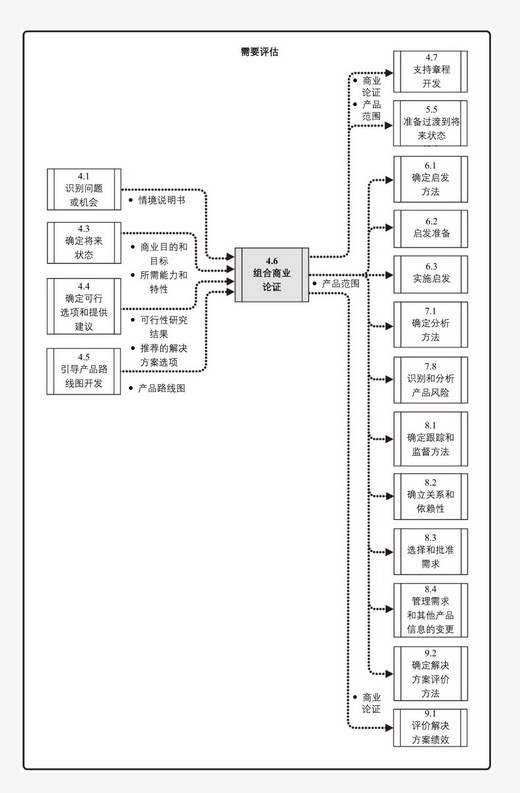 需要评估
4.1
识别问题
或机会
• 情境说明书
4.3
确定将来
状态
• 商业目的和
目标
• 所需能力和
特性
4.4
确定可行
选项和提供
建议
• 可行性研究
结果
• 推荐的解决
方案选项
4.5
引导产品路
线图开发
• 产品路线图
4.6
组合商业
论证
• 商业
论证
• 产品
范围
• 产品范围
• 商业
论证
4.7
支持章程
开发
5.5
准备过渡到将
来状态
6.1
确定启发
方法
6.2
启发准备
6.3
实施启发
7.1
确定分析
方法
7.8
识别和分析
产品风险
8.1
确定跟踪和
监督方法
8.2
确立关系和
依赖性
8.3
选择和批准
需求
8.4
管理需求
和其他产品
信息的变更
9.2
确定解决
方案评价
方法
9.1
评价解决
方案绩效